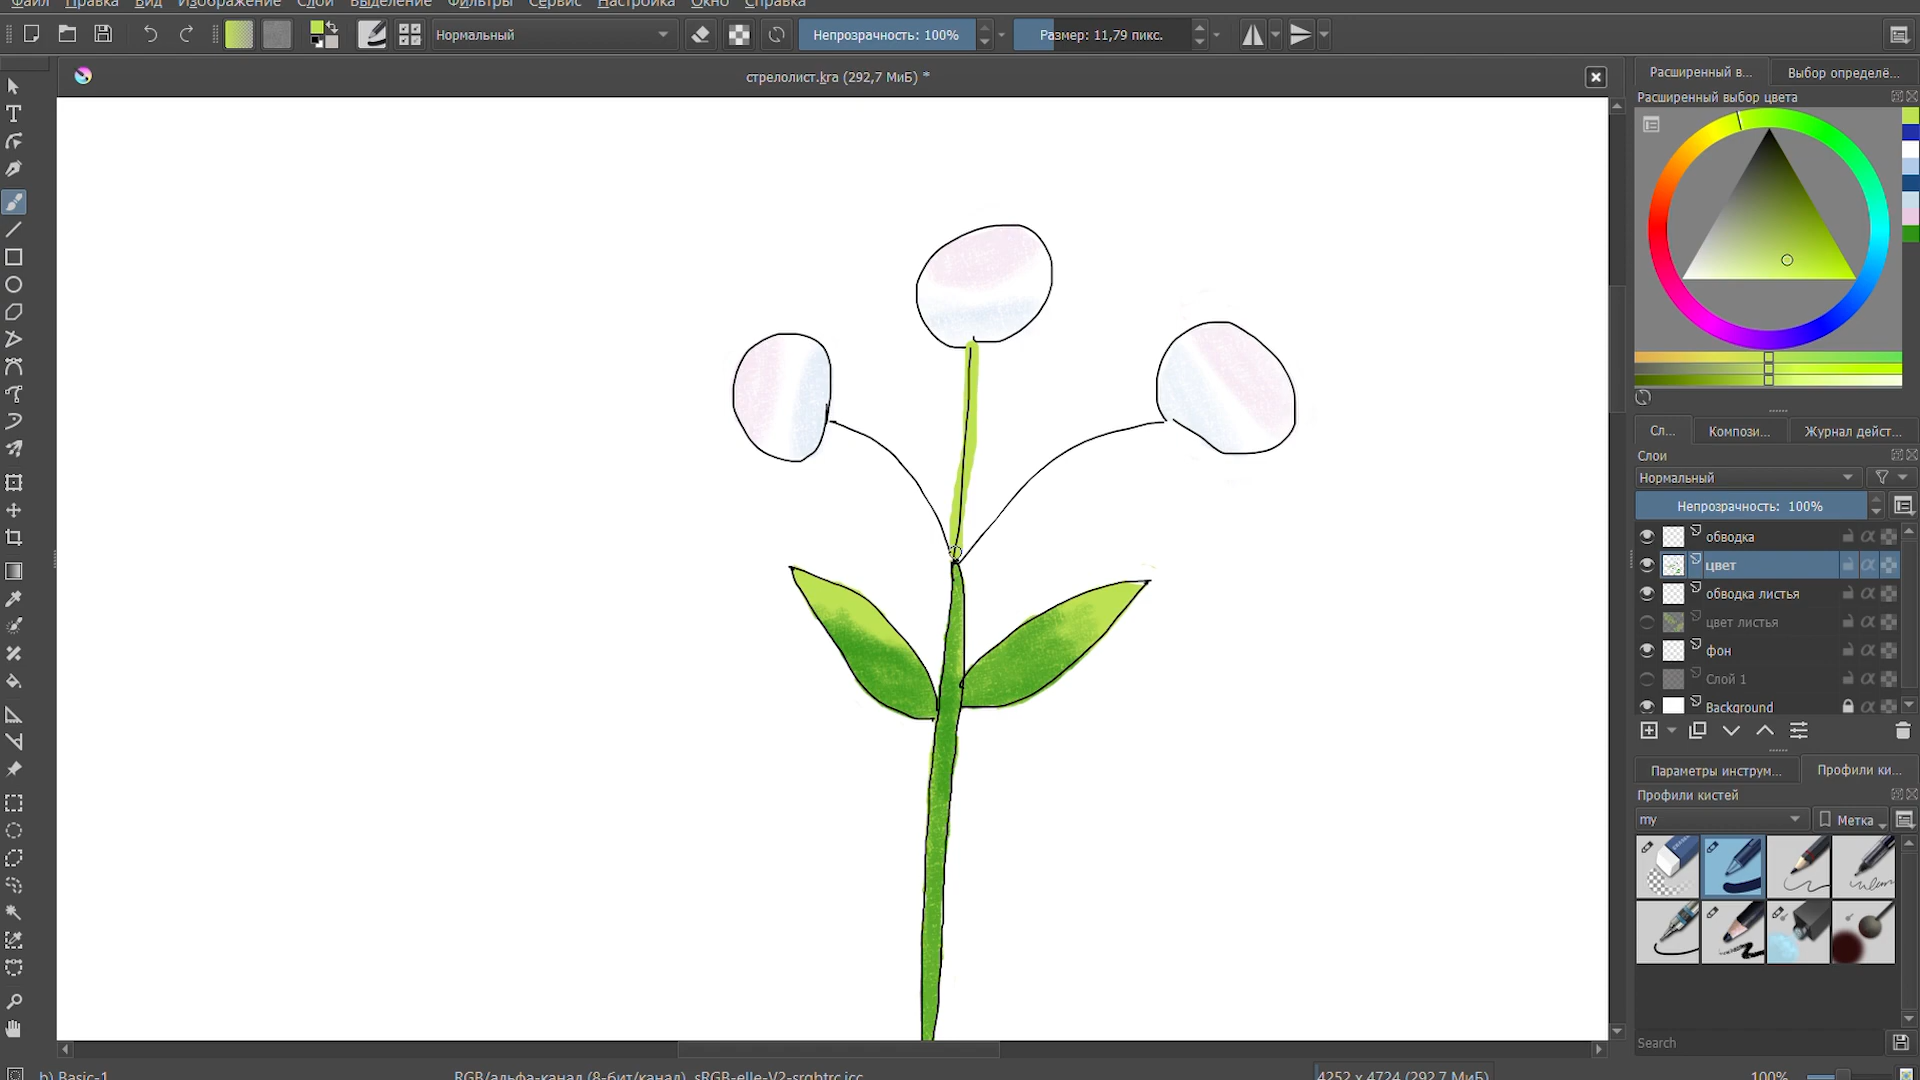 Файл Правка Вид Изображение Слои Выделение Фильтры Сервис Настройка Окно Справка
Нормальный
Непрозрачность: 100%
Размер: 11,79 пикс.
стрелолист.kra (292,7 МиБ) *
Расширенный в...
Выбор определё...
Расширенный выбор цвета
Сл...
Компози...
Журнал дейст...
Слои
Нормальный
Непрозрачность: 100%
обводка
цвет
обводка листья
цвет листья
фон
Слой 1
Background
Параметры инструм...
Профили ки...
Профили кистей
my
Метка
Search
b) Basic-1
RGB/альфа-канал (8-бит/канал), sRGB-elle-V2-srgbtrc.icc
4252 x 4724 (292,7 МиБ)
100%